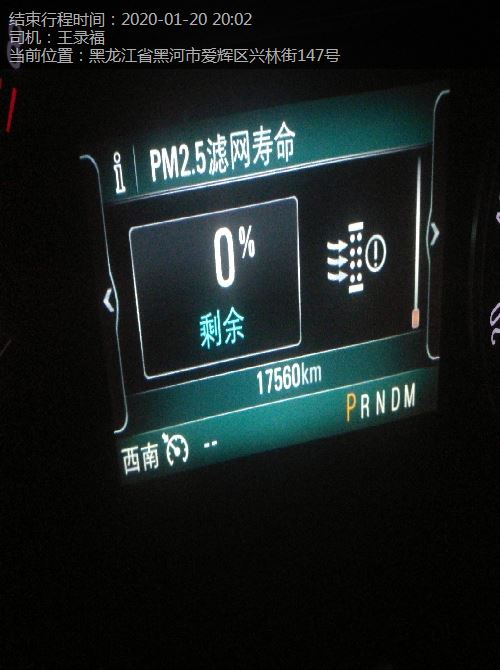 结束行程时间：2020-01-20 20:02
司机：王录福
当前位置：黑龙江省黑河市爱辉区兴林街147号
i PM2.5滤网寿命
0%
剩余
17560km
PRNDM
西南 --